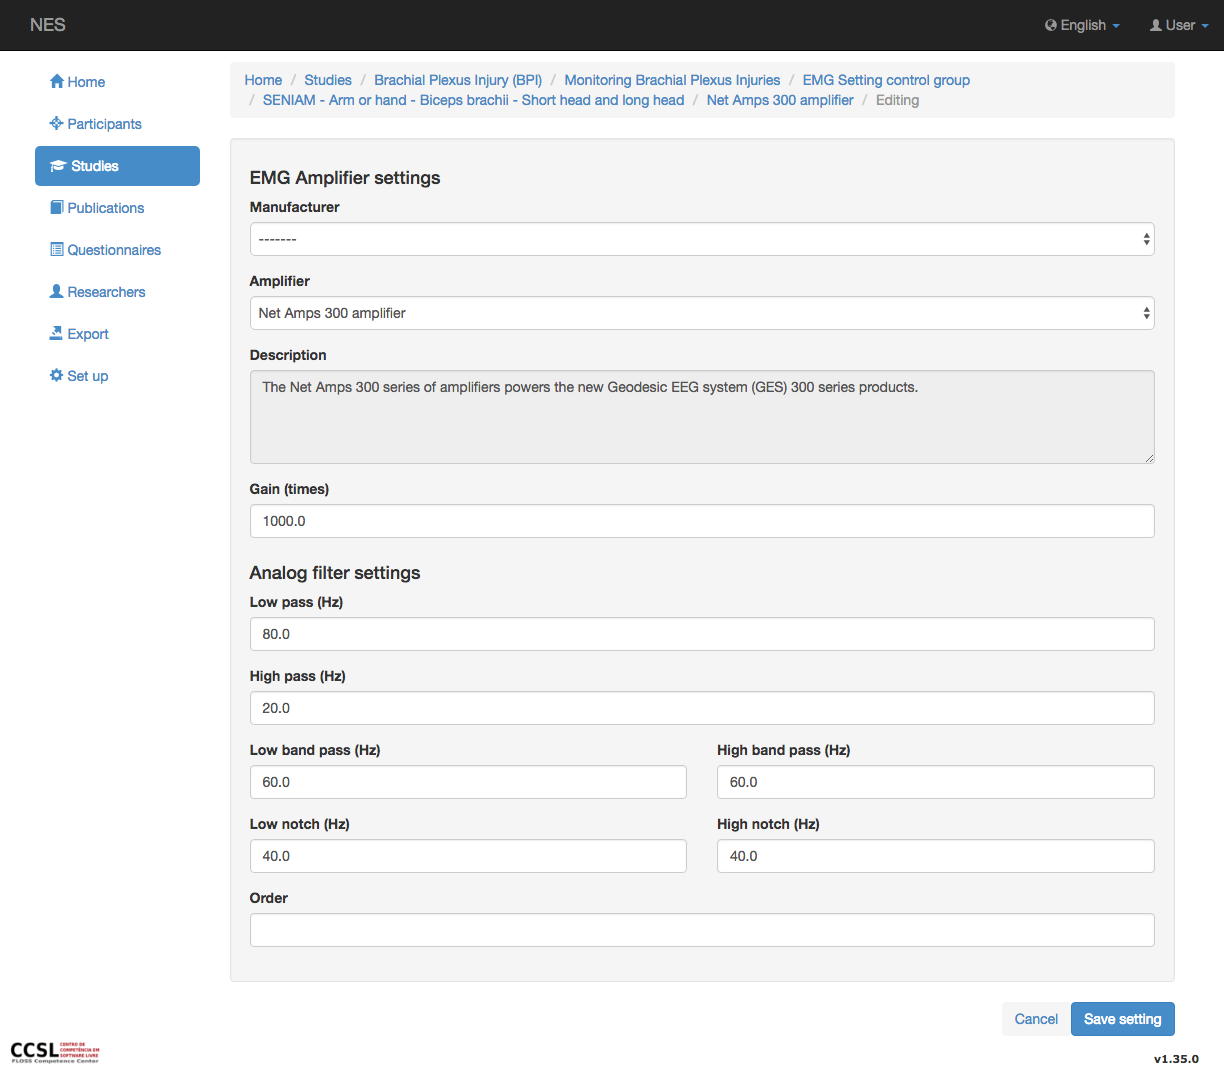 NES
English
User
Home
Participants
Studies
Publications
Questionnaires
Researchers
Export
Set up
Home / Studies / Brachial Plexus Injury (BPI) / Monitoring Brachial Plexus Injuries / EMG Setting control group
/ SENIAM - Arm or hand - Biceps brachii - Short head and long head / Net Amps 300 amplifier / Editing
EMG Amplifier settings
Manufacturer
-------
Amplifier
Net Amps 300 amplifier
Description
The Net Amps 300 series of amplifiers powers the new Geodesic EEG system (GES) 300 series products.
Gain (times)
1000.0
Analog filter settings
Low pass (Hz)
80.0
High pass (Hz)
20.0
Low band pass (Hz) High band pass (Hz)
60.0 60.0
Low notch (Hz) High notch (Hz)
40.0 40.0
Order
Cancel Save setting
CCSL
CENTRO DE
COMPETÊNCIA EM
SOFTWARE LIVRE
FLOSS Competence Center
v1.35.0